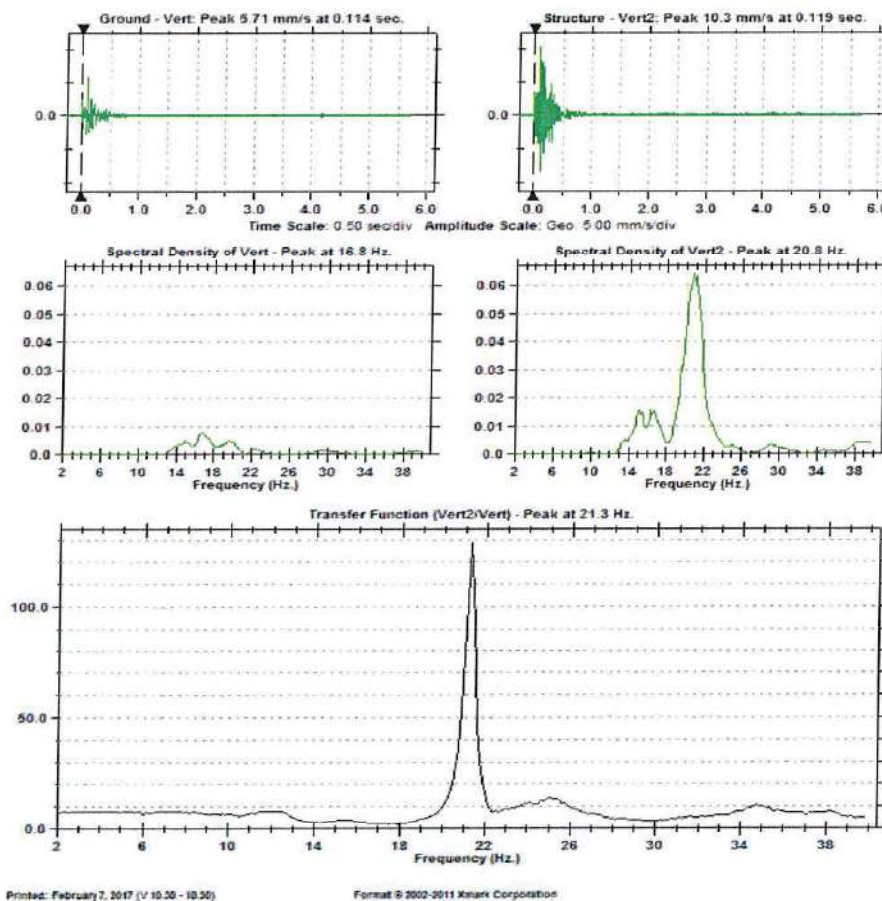 Ground - Vert: Peak 5.71 mm/s at 0.114 sec.
Structure - Vert2: Peak 10.3 mm/s at 0.119 sec.
0.0
0.0
0.0 1.0 2.0 3.0 4.0 5.0 6.0
0.0 1.0 2.0 3.0 4.0 5.0 6.0
Time Scale: 0.50 sec/div Amplitude Scale: Geo: 5.00 mm/s/div
Spectral Density of Vert - Peak at 16.8 Hz.
0.06
0.05
0.04
0.03
0.02
0.01
0.0
2 6 10 14 18 22 26 30 34 38
Frequency (Hz.)
Spectral Density of Vert2 - Peak at 20.8 Hz.
0.06
0.05
0.04
0.03
0.02
0.01
0.0
2 6 10 14 18 22 26 30 34 38
Frequency (Hz.)
Transfer Function (Vert2/Vert) - Peak at 21.3 Hz.
100.0
50.0
0.0
2 6 10 14 18 22 26 30 34 38
Frequency (Hz.)
Printed: February 7, 2017 (V 10.30 - 10.30)
Format © 2002-2011 Xmark Corporation